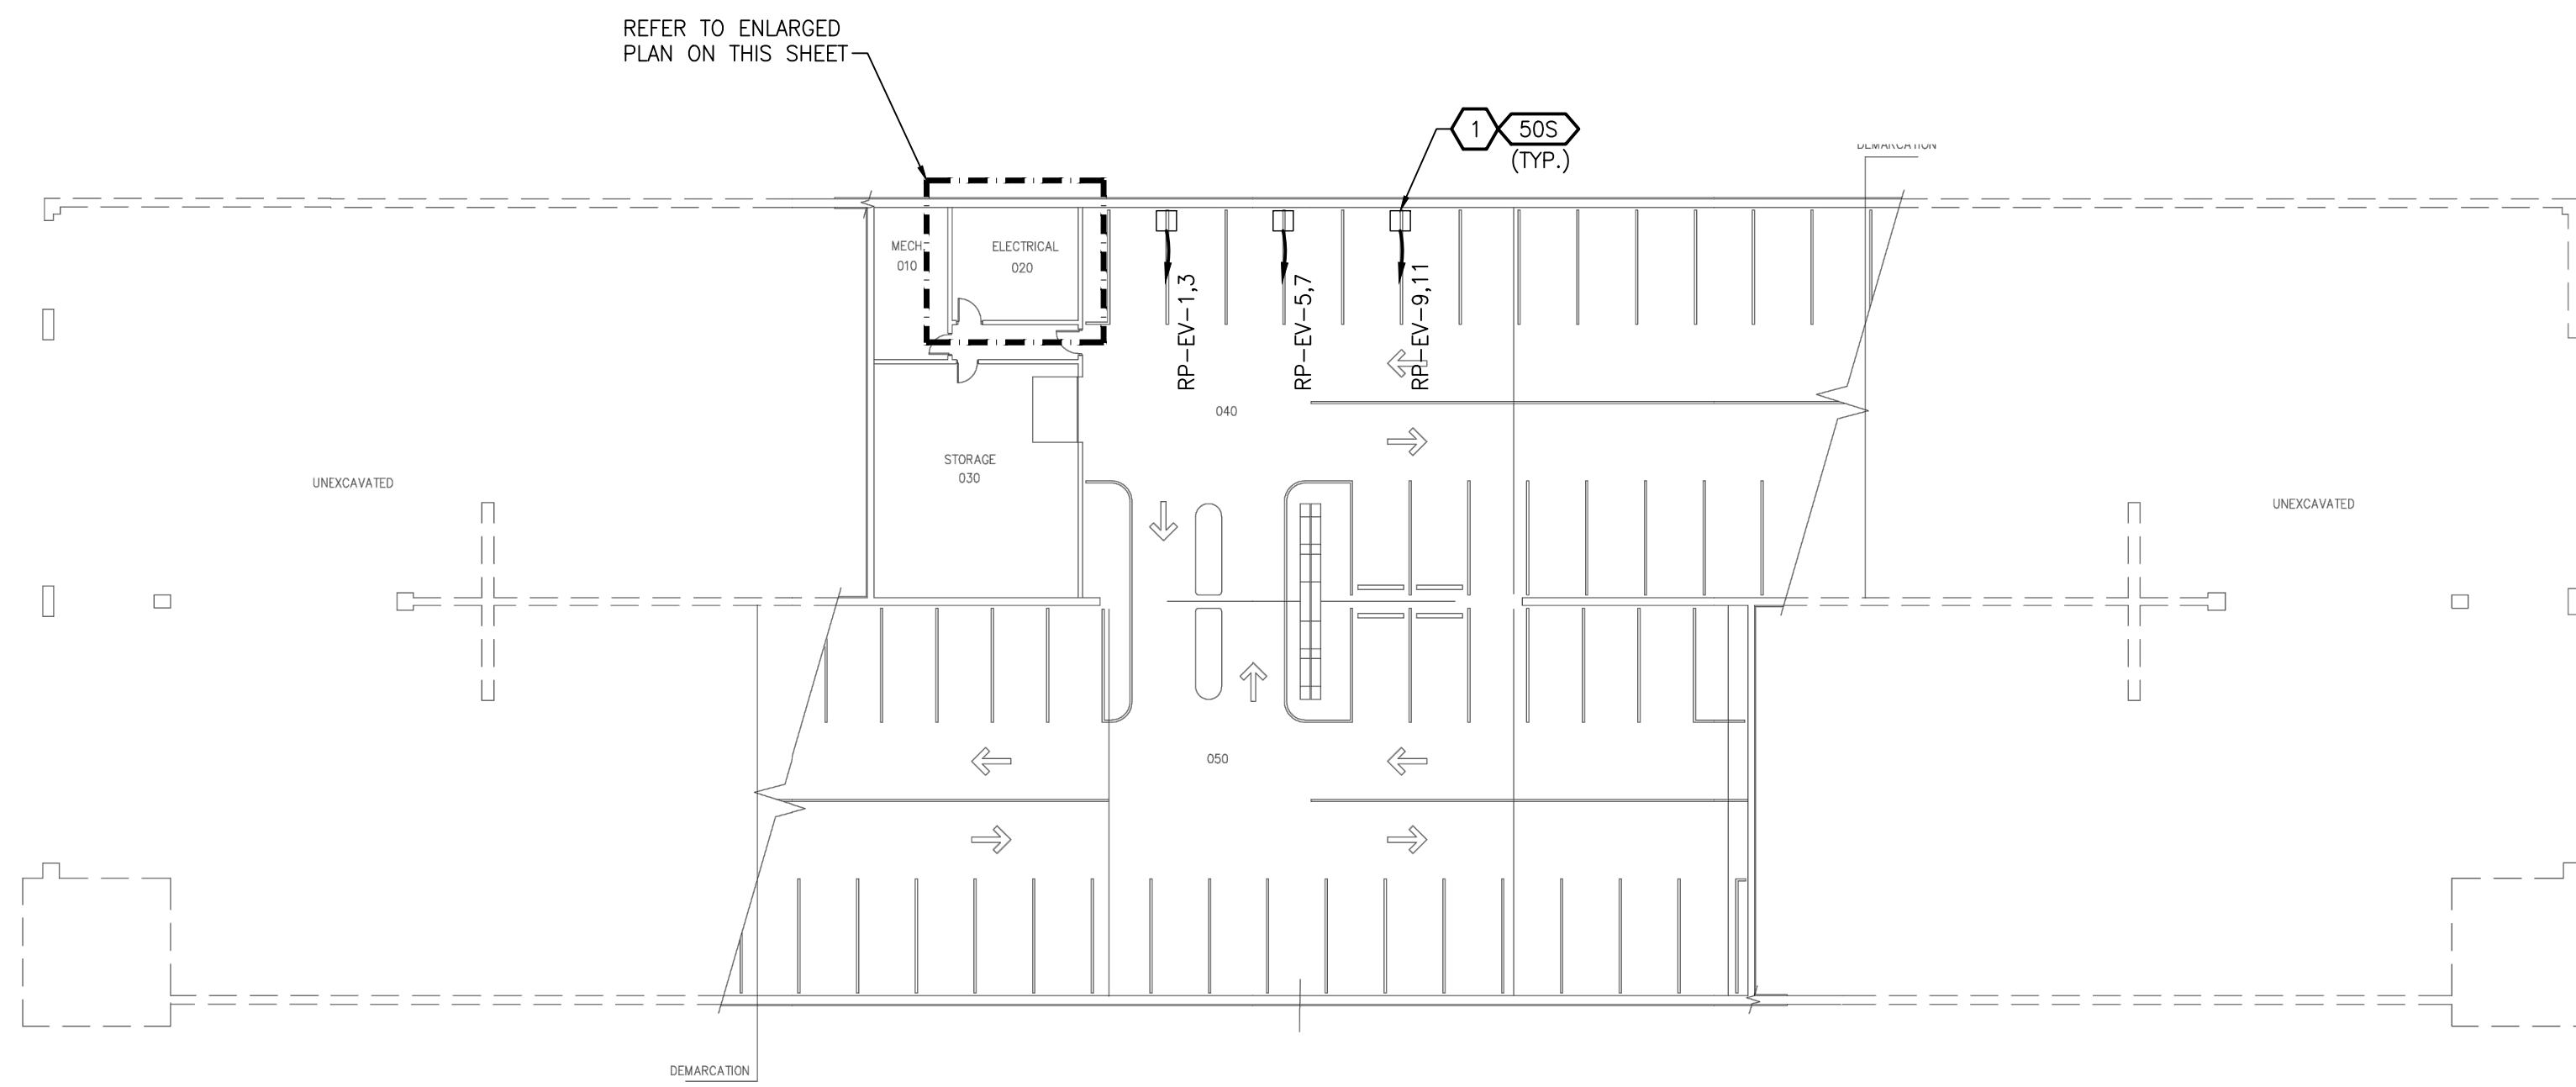 REFER TO ENLARGED
PLAN ON THIS SHEET
1
50S
(TYP.)
DEMARCATION
MECH.
010
ELECTRICAL
020
RP-EV-1,3
RP-EV-5,7
RP-EV-9,11
040
STORAGE
030
UNEXCAVATED
UNEXCAVATED
050
DEMARCATION